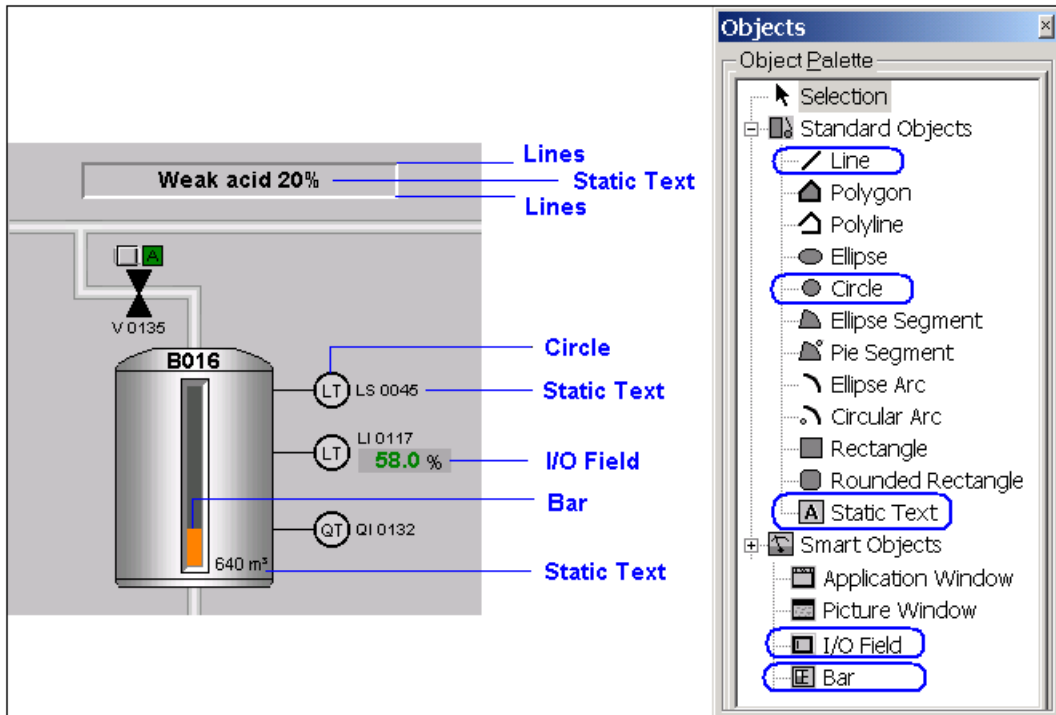 Lines
Weak acid 20%
Static Text
Lines
A
V 0135
B016
Circle
LT
LS 0045
Static Text
LI 0117
LT
58.0 %
I/O Field
Bar
QT
QI 0132
640 m³
Static Text
Objects
Object Palette
Selection
Standard Objects
Line
Polygon
Polyline
Ellipse
Circle
Ellipse Segment
Pie Segment
Ellipse Arc
Circular Arc
Rectangle
Rounded Rectangle
A Static Text
Smart Objects
Application Window
Picture Window
I/O Field
Bar